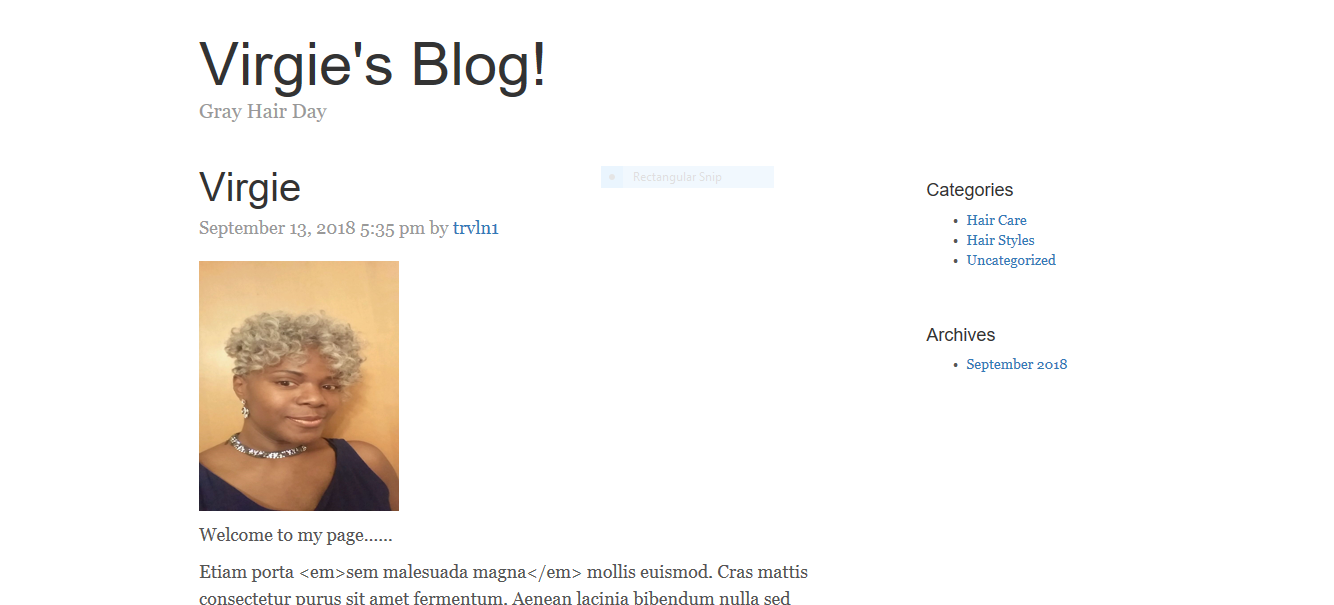 Virgie's Blog!
Gray Hair Day
Virgie
September 13, 2018 5:35 pm by trvln1
Rectangular Snip
Categories
Hair Care
Hair Styles
Uncategorized
Archives
September 2018
Welcome to my page......
Etiam porta <em>sem malesuada magna</em> mollis euismod. Cras mattis
consectetur purus sit amet fermentum. Aenean lacinia bibendum nulla sed